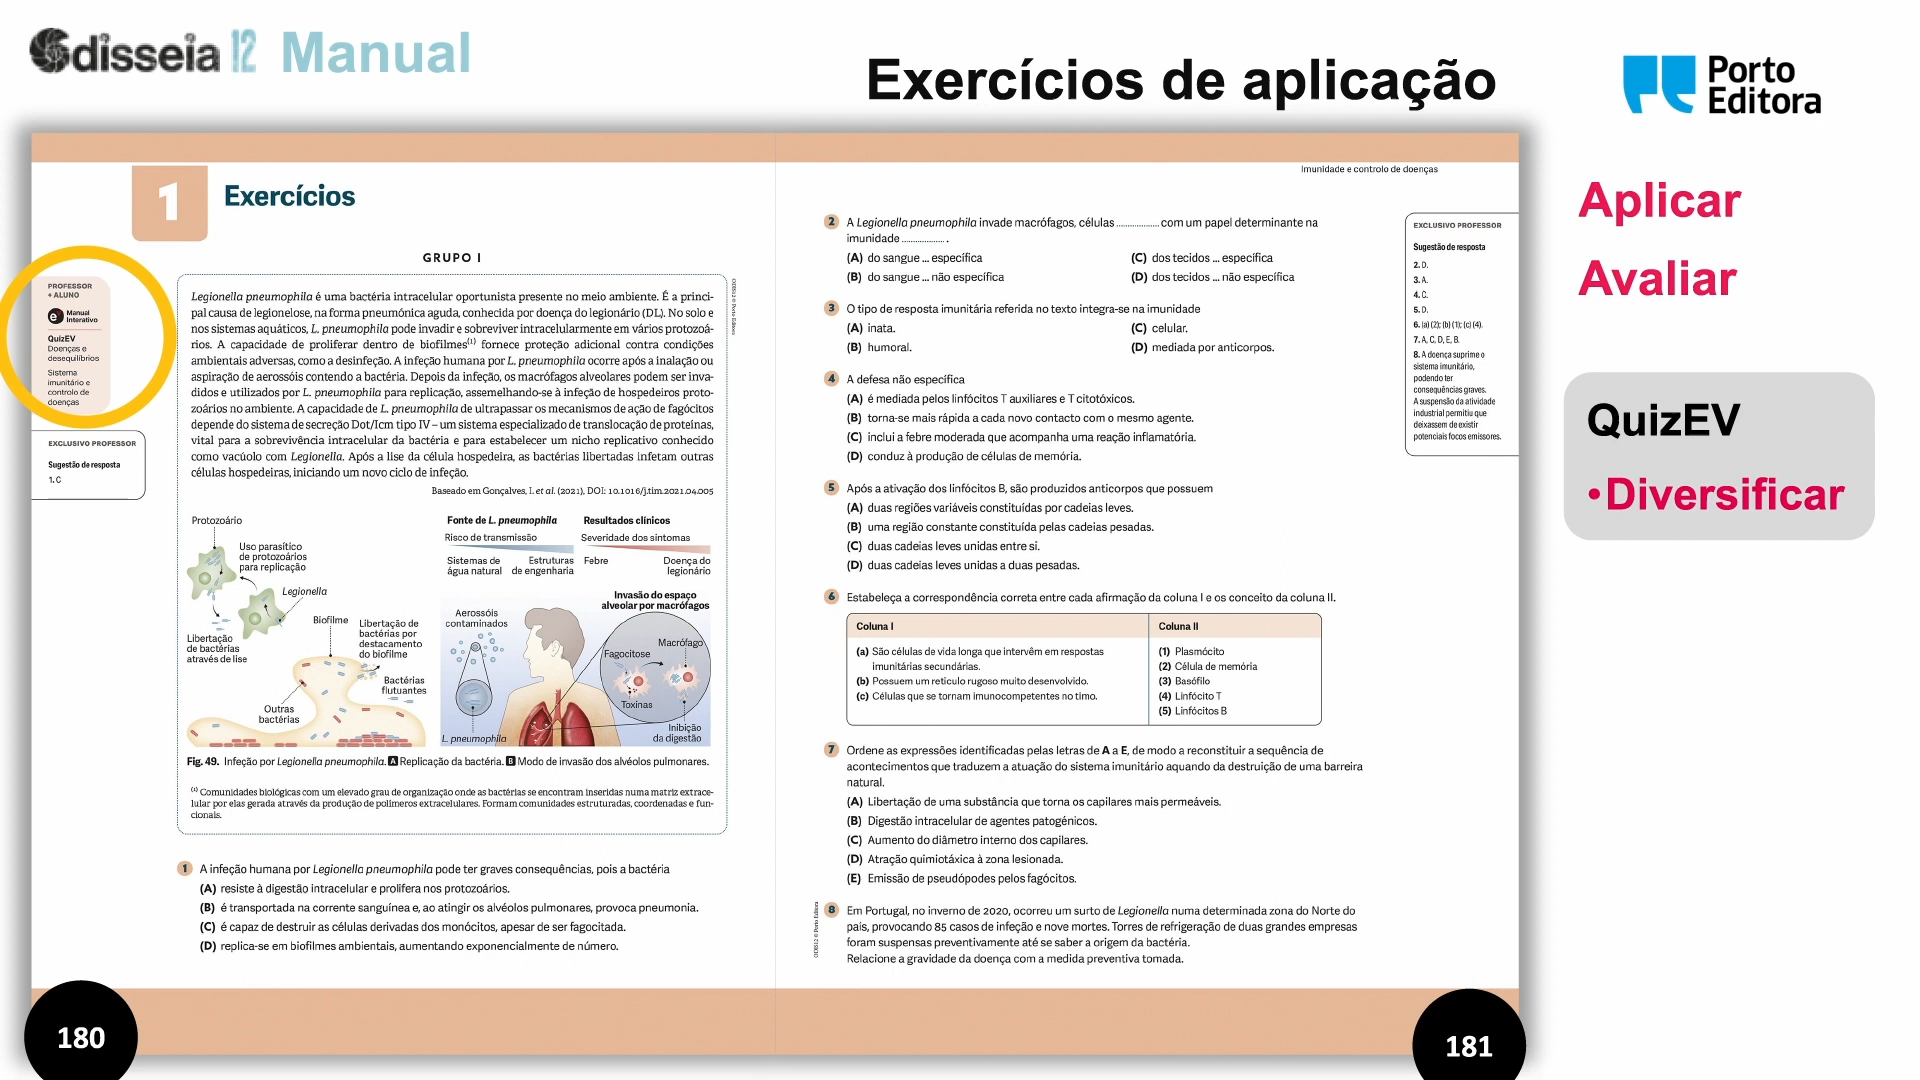 Odisseia 12 Manual
Exercícios de aplicação
Porto
Editora
Aplicar
Avaliar
QuizEV
•Diversificar
1
Exercícios
GRUPO I
PROFESSOR
+ ALUNO
Manual
Interativo
QuizEV
Doenças e
desequilíbrios
Sistema
imunitário e
controlo de
doenças
EXCLUSIVO PROFESSOR
Sugestão de resposta
1. C
Legionella pneumophila é uma bactéria intracelular oportunista presente no meio ambiente. É a princi-
pal causa de legionelose, na forma pneumónica aguda, conhecida por doença do legionário (DL). No solo e
nos sistemas aquáticos, L. pneumophila pode invadir e sobreviver intracelularmente em vários protozoá-
rios. A capacidade de proliferar dentro de biofilmes(1) fornece proteção adicional contra condições
ambientais adversas, como a desinfeção. A infeção humana por L. pneumophila ocorre após a inalação ou
aspiração de aerossóis contendo a bactéria. Depois da infeção, os macrófagos alveolares podem ser inva-
didos e utilizados por L. pneumophila para replicação, assemelhando-se à infeção de hospedeiros proto-
zoários no ambiente. A capacidade de L. pneumophila de ultrapassar os mecanismos de ação de fagócitos
depende do sistema de secreção Dot/Icm tipo IV – um sistema especializado de translocação de proteínas,
vital para a sobrevivência intracelular da bactéria e para estabelecer um nicho replicativo conhecido
como vacúolo com Legionella. Após a lise da célula hospedeira, as bactérias libertadas infetam outras
células hospedeiras, iniciando um novo ciclo de infeção.
Baseado em Gonçalves, I. et al. (2021), DOI: 10.1016/j.tim.2021.04.005
ODIS12 © Porto Editora
Protozoário
Uso parasítico
de protozoários
para replicação
Legionella
Libertação
de bactérias
através de lise
Biofilme
Libertação de
bactérias por
destacamento
do biofilme
Bactérias
flutuantes
Outras
bactérias
Fonte de L. pneumophila
Risco de transmissão
Sistemas de
água natural
Estruturas
de engenharia
Resultados clínicos
Severidade dos sintomas
Febre
Doença do
legionário
Invasão do espaço
alveolar por macrófagos
Aerossóis
contaminados
Fagocitose
Macrófago
Toxinas
Inibição
da digestão
L. pneumophila
Fig. 49. Infeção por Legionella pneumophila. A Replicação da bactéria. B Modo de invasão dos alvéolos pulmonares.
(1) Comunidades biológicas com um elevado grau de organização onde as bactérias se encontram inseridas numa matriz extrace-
lular por elas gerada através da produção de polímeros extracelulares. Formam comunidades estruturadas, coordenadas e fun-
cionais.
1 A infeção humana por Legionella pneumophila pode ter graves consequências, pois a bactéria
(A) resiste à digestão intracelular e prolifera nos protozoários.
(B) é transportada na corrente sanguínea e, ao atingir os alvéolos pulmonares, provoca pneumonia.
(C) é capaz de destruir as células derivadas dos monócitos, apesar de ser fagocitada.
(D) replica-se em biofilmes ambientais, aumentando exponencialmente de número.
180
Imunidade e controlo de doenças
2 A Legionella pneumophila invade macrófagos, células .................. com um papel determinante na
imunidade .................. .
(A) do sangue ... específica
(B) do sangue ... não específica
(C) dos tecidos ... específica
(D) dos tecidos ... não específica
3 O tipo de resposta imunitária referida no texto integra-se na imunidade
(A) inata.
(B) humoral.
(C) celular.
(D) mediada por anticorpos.
4 A defesa não específica
(A) é mediada pelos linfócitos T auxiliares e T citotóxicos.
(B) torna-se mais rápida a cada novo contacto com o mesmo agente.
(C) inclui a febre moderada que acompanha uma reação inflamatória.
(D) conduz à produção de células de memória.
5 Após a ativação dos linfócitos B, são produzidos anticorpos que possuem
(A) duas regiões variáveis constituídas por cadeias leves.
(B) uma região constante constituída pelas cadeias pesadas.
(C) duas cadeias leves unidas entre si.
(D) duas cadeias leves unidas a duas pesadas.
6 Estabeleça a correspondência correta entre cada afirmação da coluna I e os conceito da coluna II.
Coluna I
(a) São células de vida longa que intervêm em respostas
imunitárias secundárias.
(b) Possuem um retículo rugoso muito desenvolvido.
(c) Células que se tornam imunocompetentes no timo.
Coluna II
(1) Plasmócito
(2) Célula de memória
(3) Basófilo
(4) Linfócito T
(5) Linfócitos B
7 Ordene as expressões identificadas pelas letras de A a E, de modo a reconstituir a sequência de
acontecimentos que traduzem a atuação do sistema imunitário aquando da destruição de uma barreira
natural.
(A) Libertação de uma substância que torna os capilares mais permeáveis.
(B) Digestão intracelular de agentes patogénicos.
(C) Aumento do diâmetro interno dos capilares.
(D) Atração quimiotáxica à zona lesionada.
(E) Emissão de pseudópodes pelos fagócitos.
8 Em Portugal, no inverno de 2020, ocorreu um surto de Legionella numa determinada zona do Norte do
país, provocando 85 casos de infeção e nove mortes. Torres de refrigeração de duas grandes empresas
foram suspensas preventivamente até se saber a origem da bactéria.
Relacione a gravidade da doença com a medida preventiva tomada.
ODIS12 © Porto Editora
EXCLUSIVO PROFESSOR
Sugestão de resposta
2. D.
3. A.
4. C.
5. D.
6. (a) (2); (b) (1); (c) (4).
7. A, C, D, E, B.
8. A doença suprime o
sistema imunitário,
podendo ter
consequências graves.
A suspensão da atividade
industrial permitiu que
deixassem de existir
potenciais focos emissores.
181